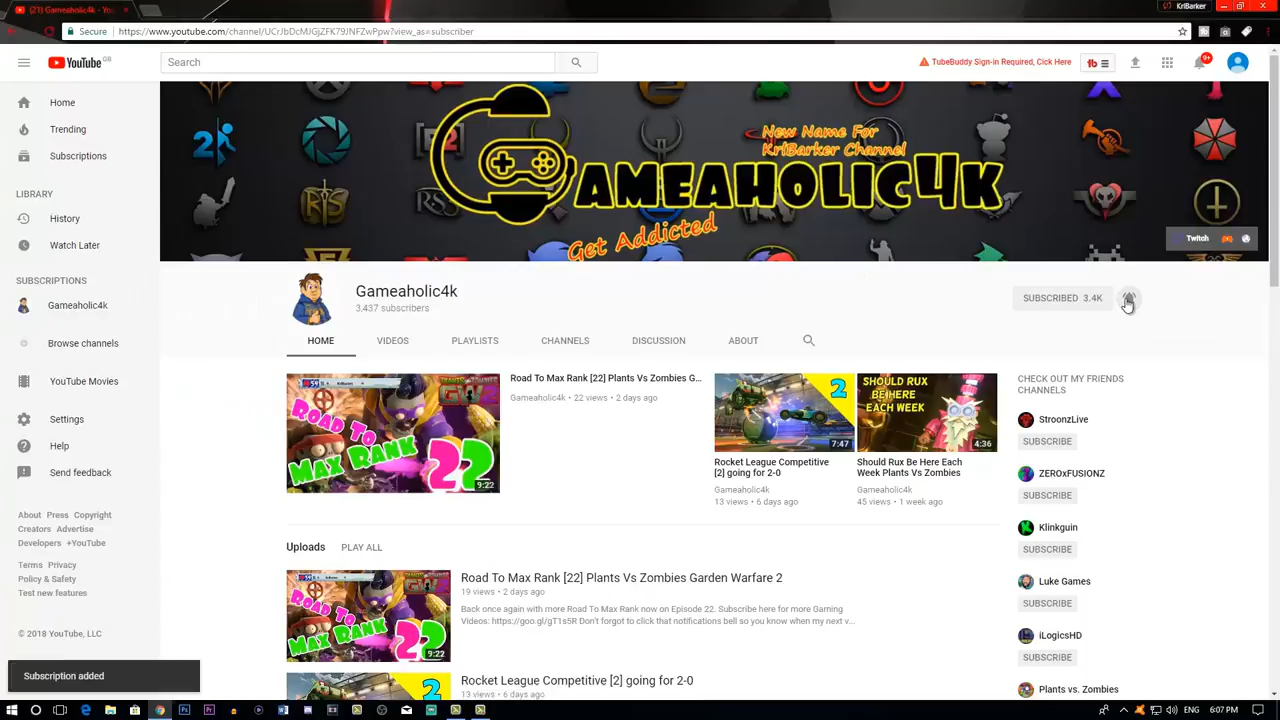 (21) Gameaholic4k - Yo
KrlBarker
Secure
https://www.youtube.com/channel/UCrJbDcMJGjZFK79JNFZwPpw?view_as=subscriber
YouTube GB
Search
TubeBuddy Sign-in Required, Click Here
tb
9+
Home
Trending
Subscriptions
LIBRARY
History
Watch Later
SUBSCRIPTIONS
Gameaholic4k
Browse channels
YouTube Movies
Settings
Help
Send feedback
About Press Copyright
Creators Advertise
Developers +YouTube
Terms Privacy
Policy & Safety
Test new features
© 2018 YouTube, LLC
Subscription added
New Name For
KrlBarker Channel
GAMEAHOLIC4K
Get Addicted
Twitch
Gameaholic4k
3,437 subscribers
SUBSCRIBED 3.4K
HOME
VIDEOS
PLAYLISTS
CHANNELS
DISCUSSION
ABOUT
ROAD TO
MAX RANK
22
9:22
Road To Max Rank [22] Plants Vs Zombies G...
Gameaholic4k • 22 views • 2 days ago
2
7:47
Rocket League Competitive
[2] going for 2-0
Gameaholic4k
13 views • 6 days ago
SHOULD RUX
BE HERE
EACH WEEK
4:36
Should Rux Be Here Each
Week Plants Vs Zombies
Gameaholic4k
45 views • 1 week ago
CHECK OUT MY FRIENDS
CHANNELS
StroonzLive
SUBSCRIBE
ZEROxFUSIONZ
SUBSCRIBE
Klinkguin
SUBSCRIBE
Luke Games
SUBSCRIBE
iLogicsHD
SUBSCRIBE
Plants vs. Zombies
Uploads
PLAY ALL
ROAD TO
MAX RANK
22
9:22
Road To Max Rank [22] Plants Vs Zombies Garden Warfare 2
19 views • 2 days ago
Back once again with more Road To Max Rank now on Episode 22. Subscribe here for more Gaming
Videos: https://goo.gl/gT1s5R Don't forgot to click that notifications bell so you know when my next v...
2
Rocket League Competitive [2] going for 2-0
13 views • 6 days ago
ENG
6:07 PM